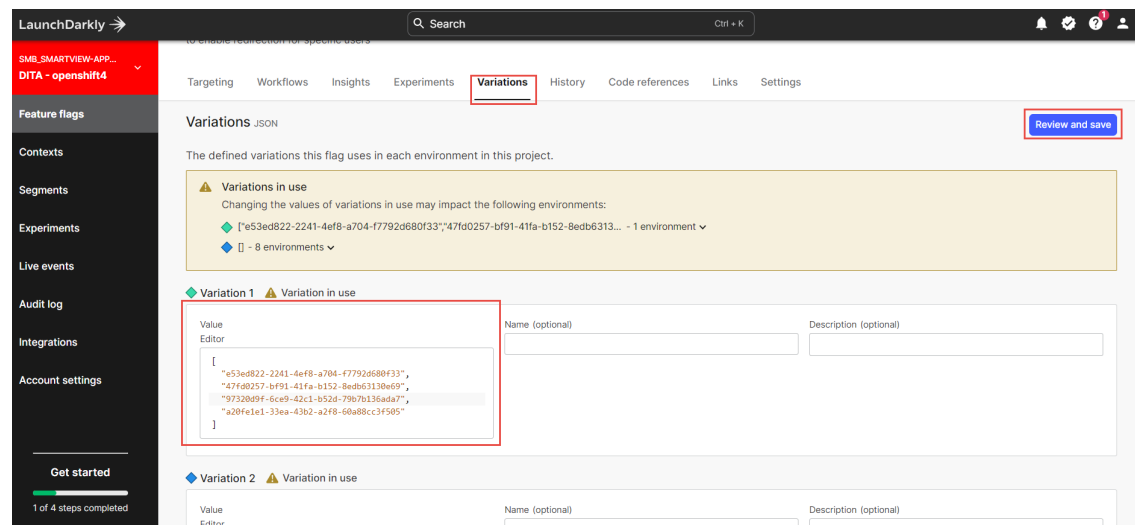 LaunchDarkly
Search
Ctrl + K
1
SMB_SMARTVIEW-APP...
DITA - openshift4
to enable redirection for specific users
Targeting Workflows Insights Experiments Variations History Code references Links Settings
Feature flags
Contexts
Segments
Experiments
Live events
Audit log
Integrations
Account settings
Get started
1 of 4 steps completed
Variations JSON
Review and save
The defined variations this flag uses in each environment in this project.
Variations in use
Changing the values of variations in use may impact the following environments:
["e53ed822-2241-4ef8-a704-f7792d680f33","47fd0257-bf91-41fa-b152-8edb6313... - 1 environment
[] - 8 environments
Variation 1 Variation in use
Value
Editor
Name (optional)
Description (optional)
[
"e53ed822-2241-4ef8-a704-f7792d680f33",
"47fd0257-bf91-41fa-b152-8edb63130e69",
"97320d9f-6ce9-42c1-b52d-79b7b136ada7",
"a20fe1e1-33ea-43b2-a2f8-60a88cc3f505"
]
Variation 2 Variation in use
Value
Editor
Name (optional)
Description (optional)